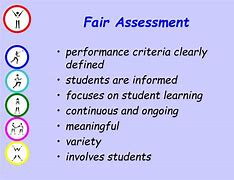 Fair Assessment
• performance criteria clearly
defined
• students are informed
• focuses on student learning
• continuous and ongoing
• meaningful
• variety
• involves students